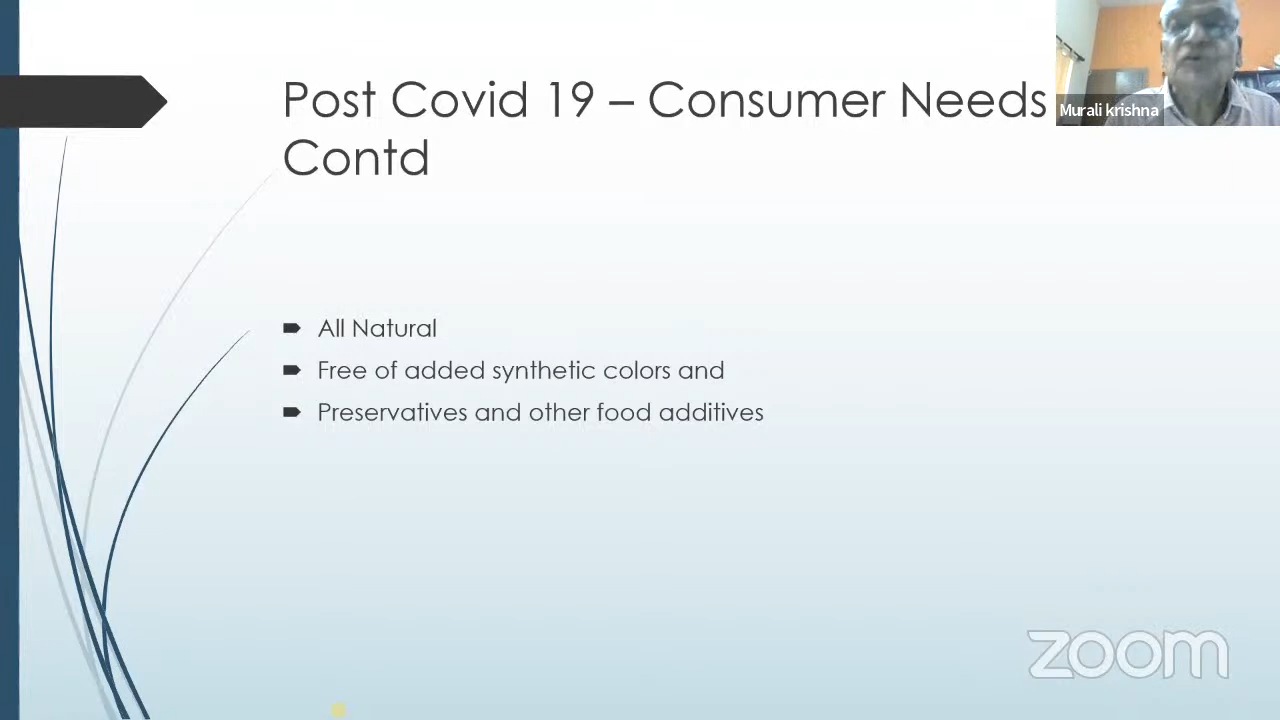 Post Covid 19 – Consumer Needs
Contd
Murali krishna
All Natural
Free of added synthetic colors and
Preservatives and other food additives
zoom